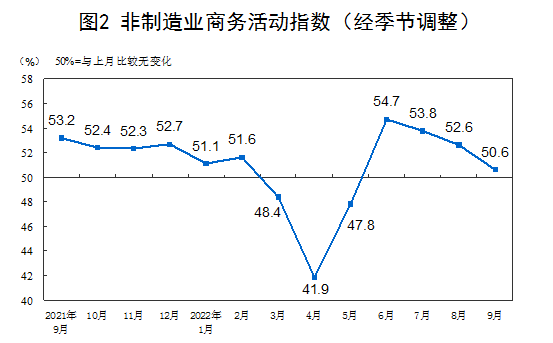 图2 非制造业商务活动指数（经季节调整）
（%） 50%=与上月比较无变化
58
56
54
52
50
48
46
44
42
40
53.2
52.4
52.3
52.7
51.1
51.6
48.4
41.9
47.8
54.7
53.8
52.6
50.6
2021年
9月
10月
11月
12月
2022年
1月
2月
3月
4月
5月
6月
7月
8月
9月